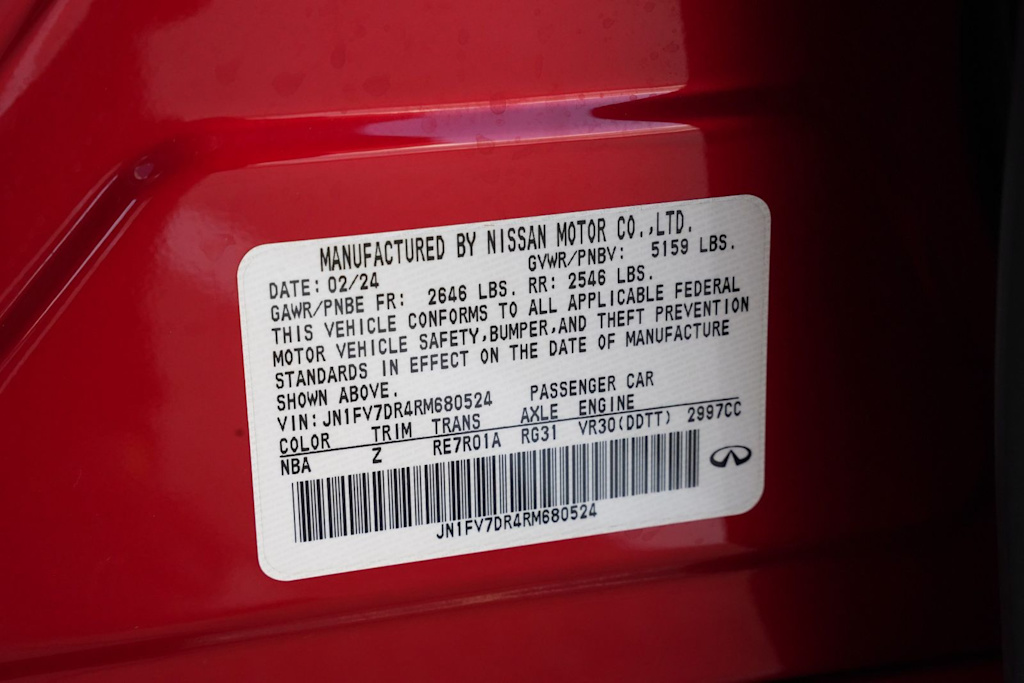 MANUFACTURED BY NISSAN MOTOR CO.,LTD.
DATE: 02/24 GVWR/PNBV: 5159 LBS.
GAWR/PNBE FR: 2646 LBS. RR: 2546 LBS.
THIS VEHICLE CONFORMS TO ALL APPLICABLE FEDERAL
MOTOR VEHICLE SAFETY,BUMPER,AND THEFT PREVENTION
STANDARDS IN EFFECT ON THE DATE OF MANUFACTURE
SHOWN ABOVE.
VIN:JN1FV7DR4RM680524 PASSENGER CAR
COLOR TRIM TRANS AXLE ENGINE
NBA Z RE7R01A RG31 VR30(DDTT) 2997CC
JN1FV7DR4RM680524